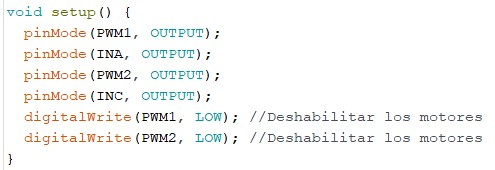 void setup() {
  pinMode(PWM1, OUTPUT);
  pinMode(INA, OUTPUT);
  pinMode(PWM2, OUTPUT);
  pinMode(INC, OUTPUT);
  digitalWrite(PWM1, LOW); //Deshabilitar los motores
  digitalWrite(PWM2, LOW); //Deshabilitar los motores
}